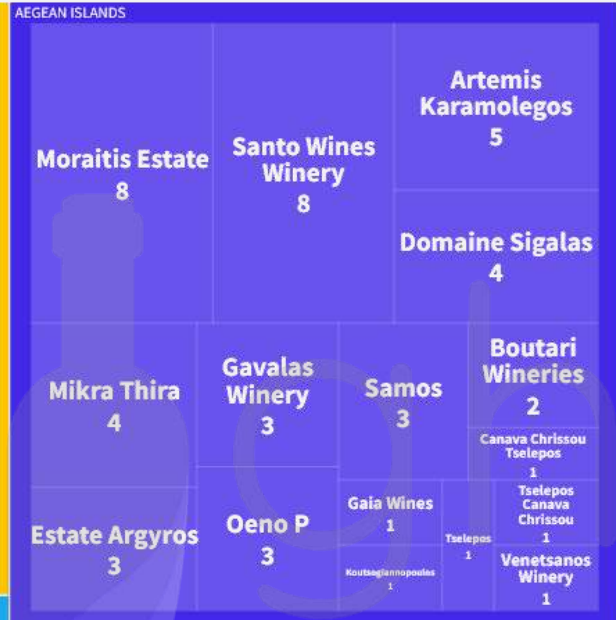 AEGEAN ISLANDS
Moraitis Estate
8
Santo Wines
Winery
8
Artemis
Karamolegos
5
Domaine Sigalas
4
Mikra Thira
4
Gavalas
Winery
3
Samos
3
Boutari
Wineries
2
Canava Chrissou
Tselepos
1
Estate Argyros
3
Oeno P
3
Gaia Wines
1
Koutsogiannopoulos
1
Tselepos
1
Tselepos
Canava
Chrissou
1
Venetsanos
Winery
1
gh